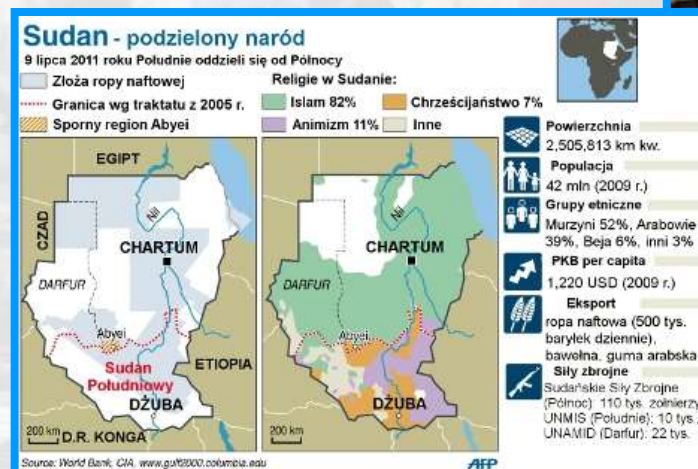 Sudan - podzielony naród
9 lipca 2011 roku Południe oddzieli się od Północy
Złoża ropy naftowej
Granica wg traktatu z 2005 r.
Sporny region Abyei
Religie w Sudanie:
Islam 82%
Chrześcijaństwo 7%
Animizm 11%
Inne
EGIPT
CZAD
Nil
CHARTUM
DARFUR
Abyei
Sudan
Południowy
ETIOPIA
DŻUBA
200 km
D.R. KONGA
Nil
CHARTUM
DARFUR
Abyei
DŻUBA
200 km
Powierzchnia
2,505,813 km kw.
Populacja
42 mln (2009 r.)
Grupy etniczne
Murzyni 52%, Arabowie
39%, Beja 6%, inni 3%
PKB per capita
1,220 USD (2009 r.)
Eksport
ropa naftowa (500 tys.
baryłek dziennie),
bawełna, guma arabska
Siły zbrojne
Sudańskie Siły Zbrojne
(Północ): 110 tys. żołnierzy
UNMIS (Południe): 10 tys.
UNAMID (Darfur): 22 tys.
Source: World Bank, CIA, www.gulf2000.columbia.edu
AFP